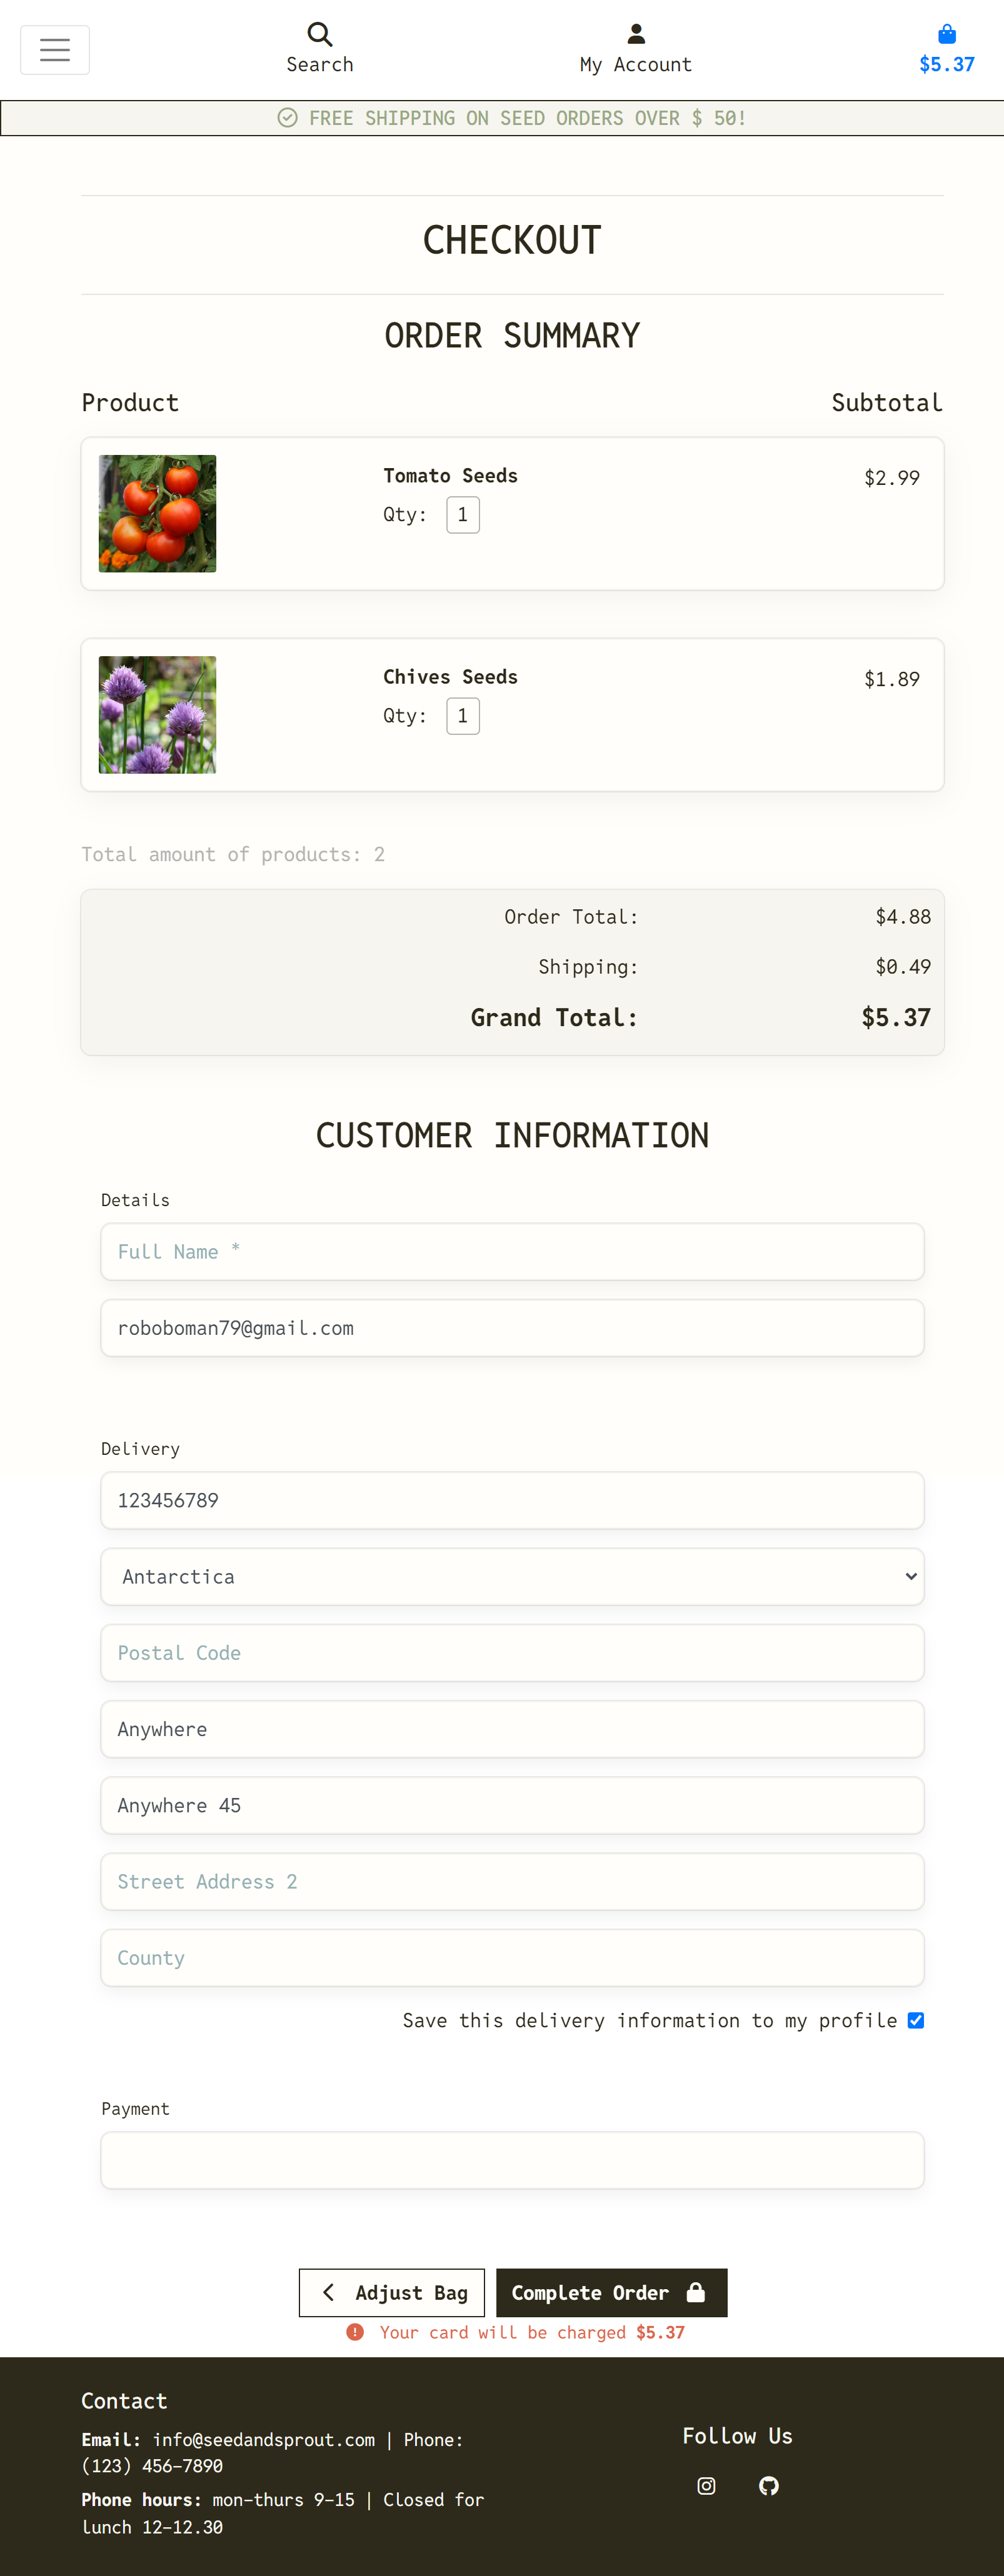 Search
My Account
$5.37
FREE SHIPPING ON SEED ORDERS OVER $ 50!
CHECKOUT
ORDER SUMMARY
Product Subtotal
Tomato Seeds $2.99
Qty: 1
Chives Seeds $1.89
Qty: 1
Total amount of products: 2
Order Total: $4.88
Shipping: $0.49
Grand Total: $5.37
CUSTOMER INFORMATION
Details
Full Name *
roboboman79@gmail.com
Delivery
123456789
Antarctica
Postal Code
Anywhere
Anywhere 45
Street Address 2
County
Save this delivery information to my profile
Payment
Adjust Bag
Complete Order
Your card will be charged $5.37
Contact
Email: info@seedandsprout.com | Phone:
(123) 456-7890
Phone hours: mon-thurs 9-15 | Closed for
lunch 12-12.30
Follow Us